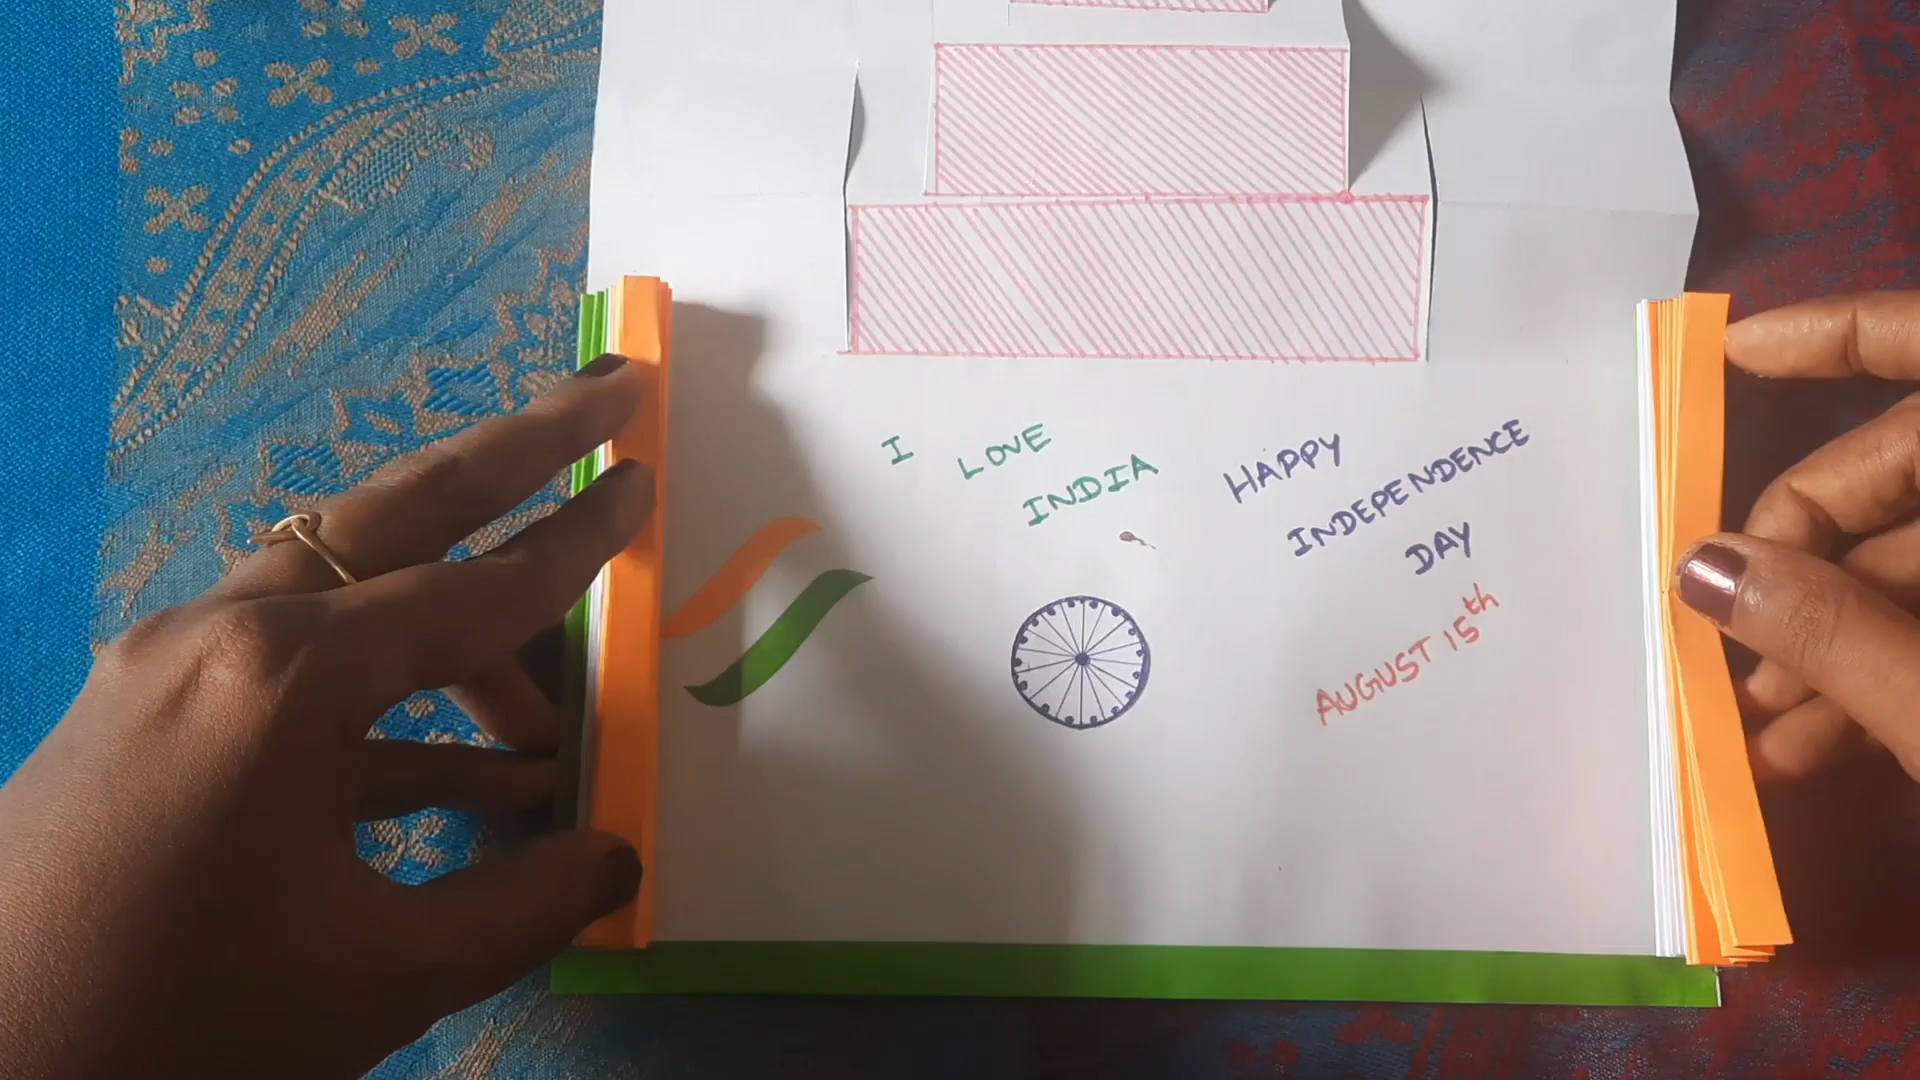 I LOVE
INDIA
HAPPY
INDEPENDENCE
DAY
AUGUST 15th